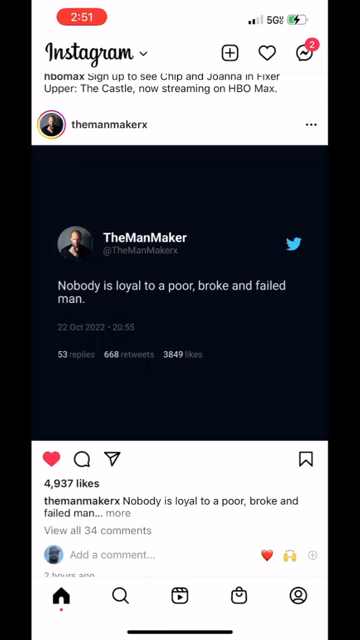 2:51
5G
Instagram
2
hbomax Sign up to see Chip and Joanna in Fixer
Upper: The Castle, now streaming on HBO Max.
themanmakerx
TheManMaker
@TheManMakerx
Nobody is loyal to a poor, broke and failed
man.
22 Oct 2022 • 20:55
53 replies 668 retweets 3849 likes
4,937 likes
themanmakerx Nobody is loyal to a poor, broke and
failed man... more
View all 34 comments
Add a comment...
2 hours ago